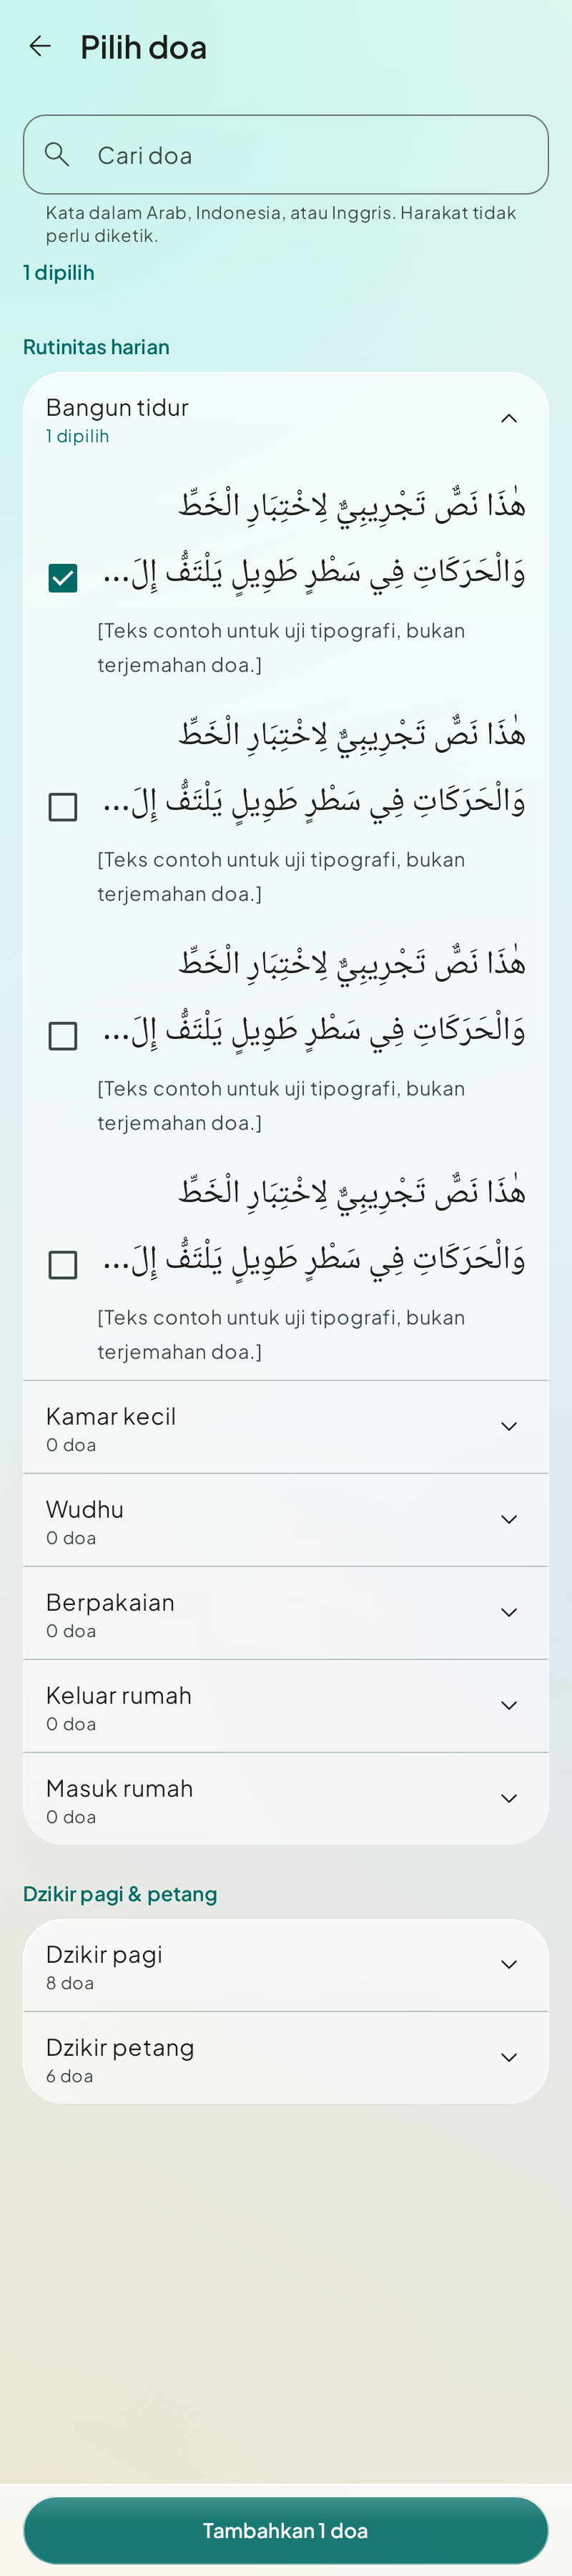 Pilih doa
Cari doa
Kata dalam Arab, Indonesia, atau Inggris. Harakat tidak
perlu diketik.
1 dipilih
Rutinitas harian
Bangun tidur
1 dipilih
هٰذَا نَصٌّ تَجْرِيبِيٌّ لِاخْتِبَارِ الْخَطِّ
وَالْحَرَكَاتِ فِي سَطْرٍ طَوِيلٍ يَلْتَفُّ إِلَ...
[Teks contoh untuk uji tipografi, bukan
terjemahan doa.]
هٰذَا نَصٌّ تَجْرِيبِيٌّ لِاخْتِبَارِ الْخَطِّ
وَالْحَرَكَاتِ فِي سَطْرٍ طَوِيلٍ يَلْتَفُّ إِلَ...
[Teks contoh untuk uji tipografi, bukan
terjemahan doa.]
هٰذَا نَصٌّ تَجْرِيبِيٌّ لِاخْتِبَارِ الْخَطِّ
وَالْحَرَكَاتِ فِي سَطْرٍ طَوِيلٍ يَلْتَفُّ إِلَ...
[Teks contoh untuk uji tipografi, bukan
terjemahan doa.]
هٰذَا نَصٌّ تَجْرِيبِيٌّ لِاخْتِبَارِ الْخَطِّ
وَالْحَرَكَاتِ فِي سَطْرٍ طَوِيلٍ يَلْتَفُّ إِلَ...
[Teks contoh untuk uji tipografi, bukan
terjemahan doa.]
Kamar kecil
0 doa
Wudhu
0 doa
Berpakaian
0 doa
Keluar rumah
0 doa
Masuk rumah
0 doa
Dzikir pagi & petang
Dzikir pagi
8 doa
Dzikir petang
6 doa
Tambahkan 1 doa